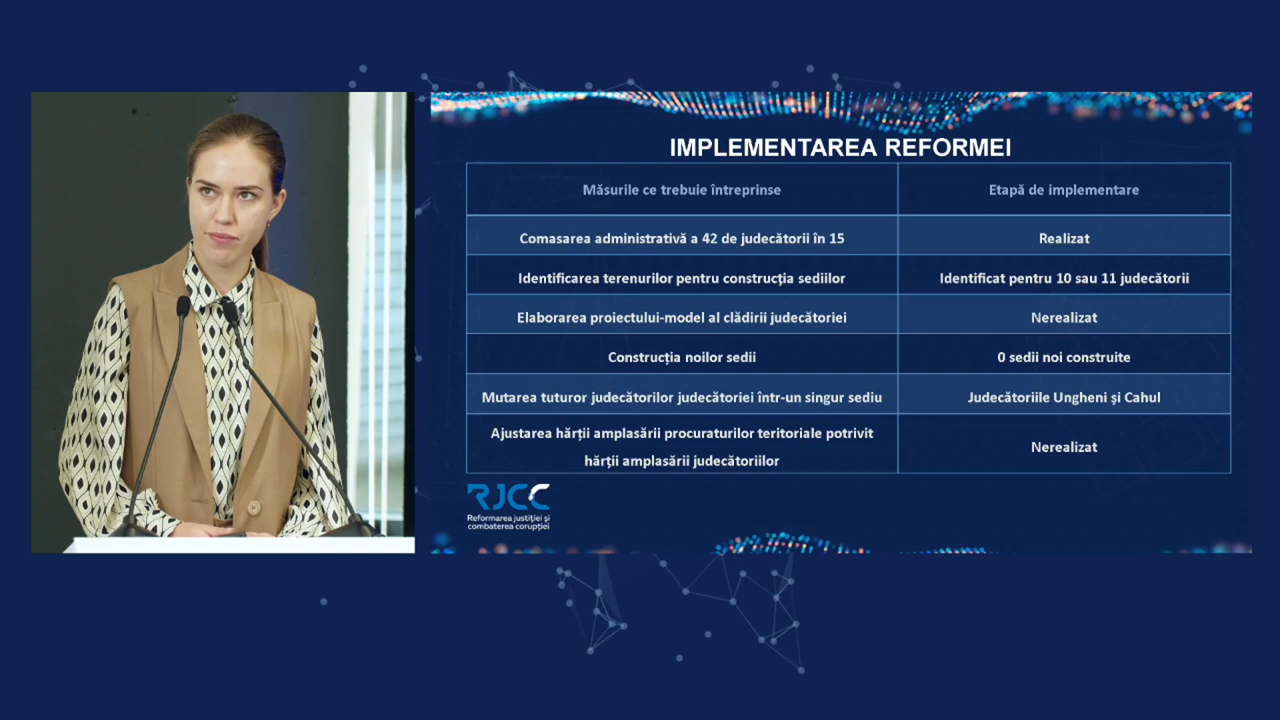 IMPLEMENTAREA REFORMEI
Măsurile ce trebuie întreprinse
Etapă de implementare
Comasarea administrativă a 42 de judecătorii în 15
Realizat
Identificarea terenurilor pentru construcţia sediilor
Identificat pentru 10 sau 11 judecătorii
Elaborarea proiectului-model al clădirii judecătoriei
Nerealizat
Construcția noilor sedii
0 sedii noi construite
Mutarea tuturor judecătorilor judecătoriei într-un singur sediu
Judecătoriile Ungheni și Cahul
Ajustarea hărții amplasării procuraturilor teritoriale potrivit
hărții amplasării judecătoriilor
Nerealizat
RJCC
Reformarea justiției și
combaterea corupției